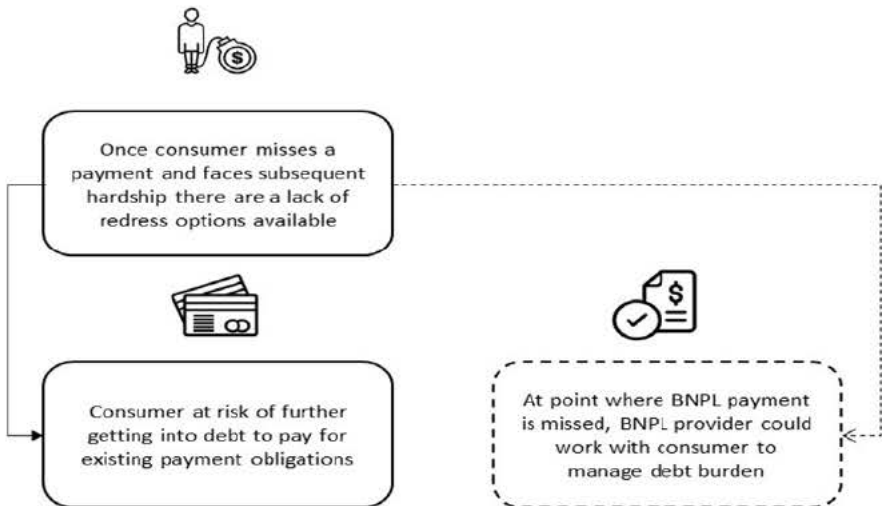 $
Once consumer misses a
payment and faces subsequent
hardship there are a lack of
redress options available
$
Consumer at risk of further
getting into debt to pay for
existing payment obligations
At point where BNPL payment
is missed, BNPL provider could
work with consumer to
manage debt burden